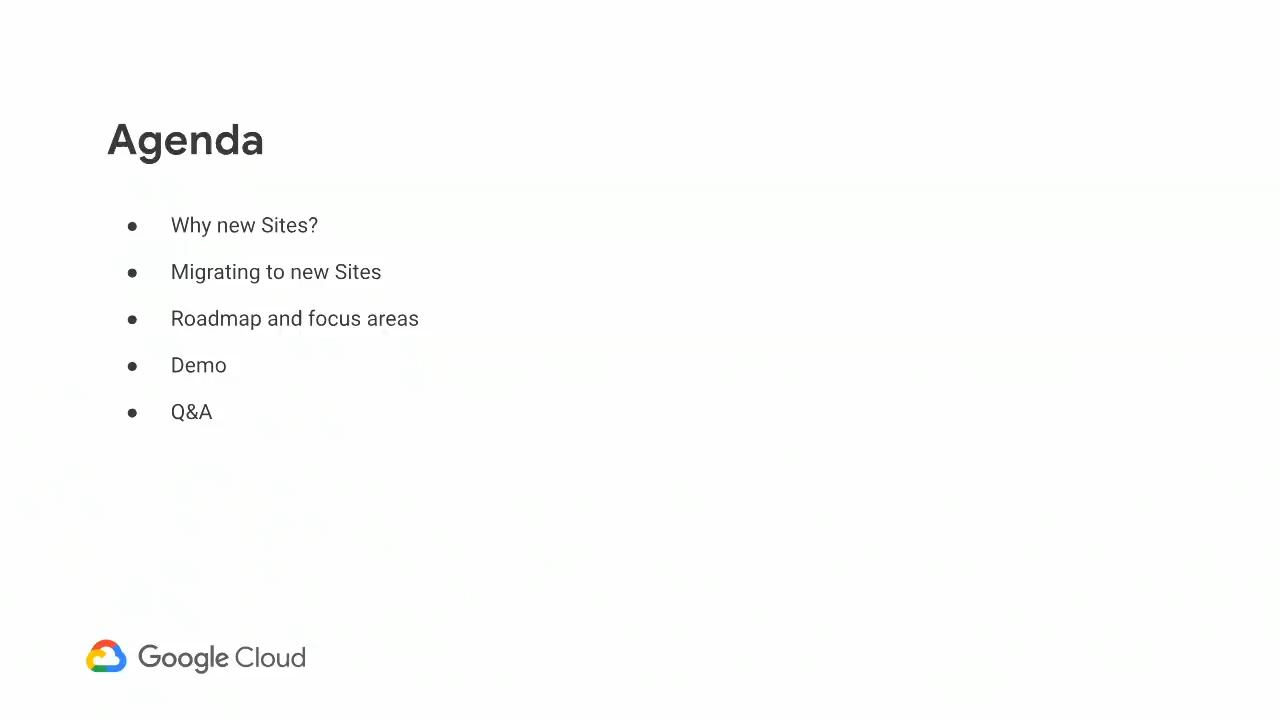 Agenda
● Why new Sites?
● Migrating to new Sites
● Roadmap and focus areas
● Demo
● Q&A
Google Cloud